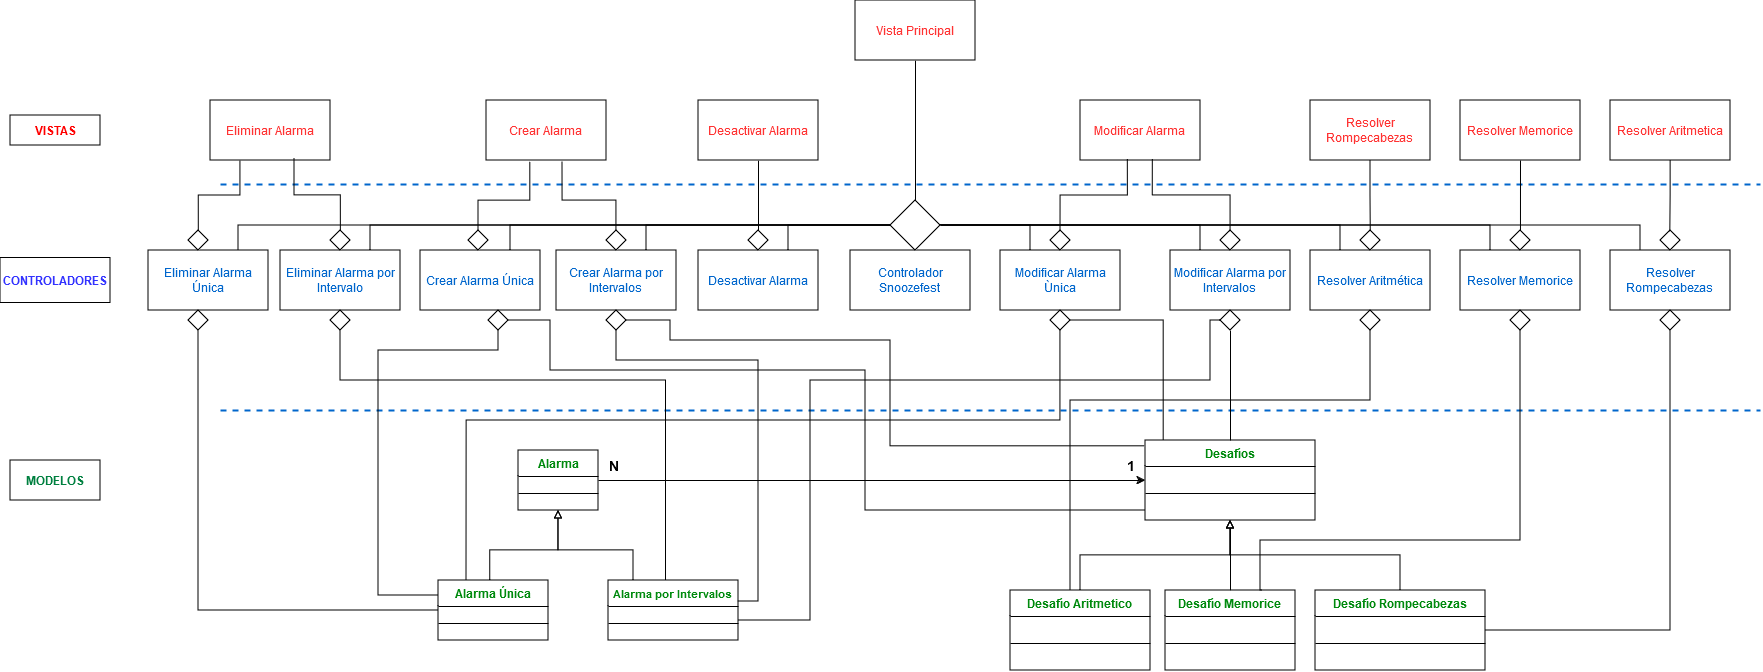 Vista Principal
VISTAS
Eliminar Alarma
Crear Alarma
Desactivar Alarma
Modificar Alarma
Resolver
Rompecabezas
Resolver Memorice
Resolver Aritmetica
CONTROLADORES
Eliminar Alarma
Única
Eliminar Alarma por
Intervalo
Crear Alarma Única
Crear Alarma por
Intervalos
Desactivar Alarma
Controlador
Snoozefest
Modificar Alarma
Ùnica
Modificar Alarma por
Intervalos
Resolver Aritmética
Resolver Memorice
Resolver
Rompecabezas
MODELOS
Alarma
N
1
Desafios
Alarma Única
Alarma por Intervalos
Desafio Aritmetico
Desafio Memorice
Desafio Rompecabezas